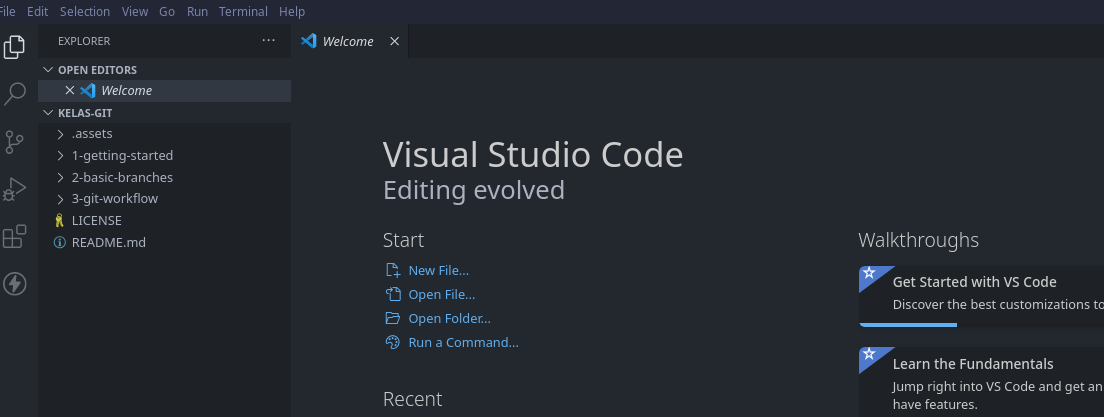 File Edit Selection View Go Run Terminal Help
EXPLORER ...
Welcome
OPEN EDITORS
Welcome
KELAS-GIT
.assets
1-getting-started
2-basic-branches
3-git-workflow
LICENSE
README.md
Visual Studio Code
Editing evolved
Start
New File...
Open File...
Open Folder...
Run a Command...
Recent
Walkthroughs
Get Started with VS Code
Discover the best customizations to
Learn the Fundamentals
Jump right into VS Code and get an
have features.